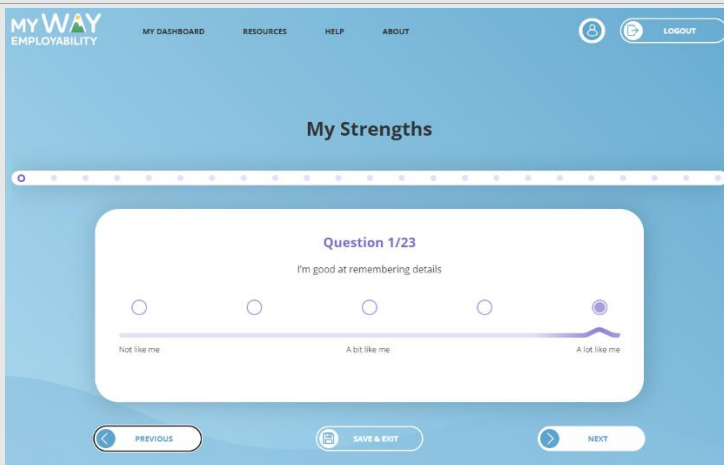 MY WAY
EMPLOYABILITY
MY DASHBOARD RESOURCES HELP ABOUT LOGOUT
My Strengths
Question 1/23
I'm good at remembering details
Not like me A bit like me A lot like me
PREVIOUS SAVE & EXIT NEXT